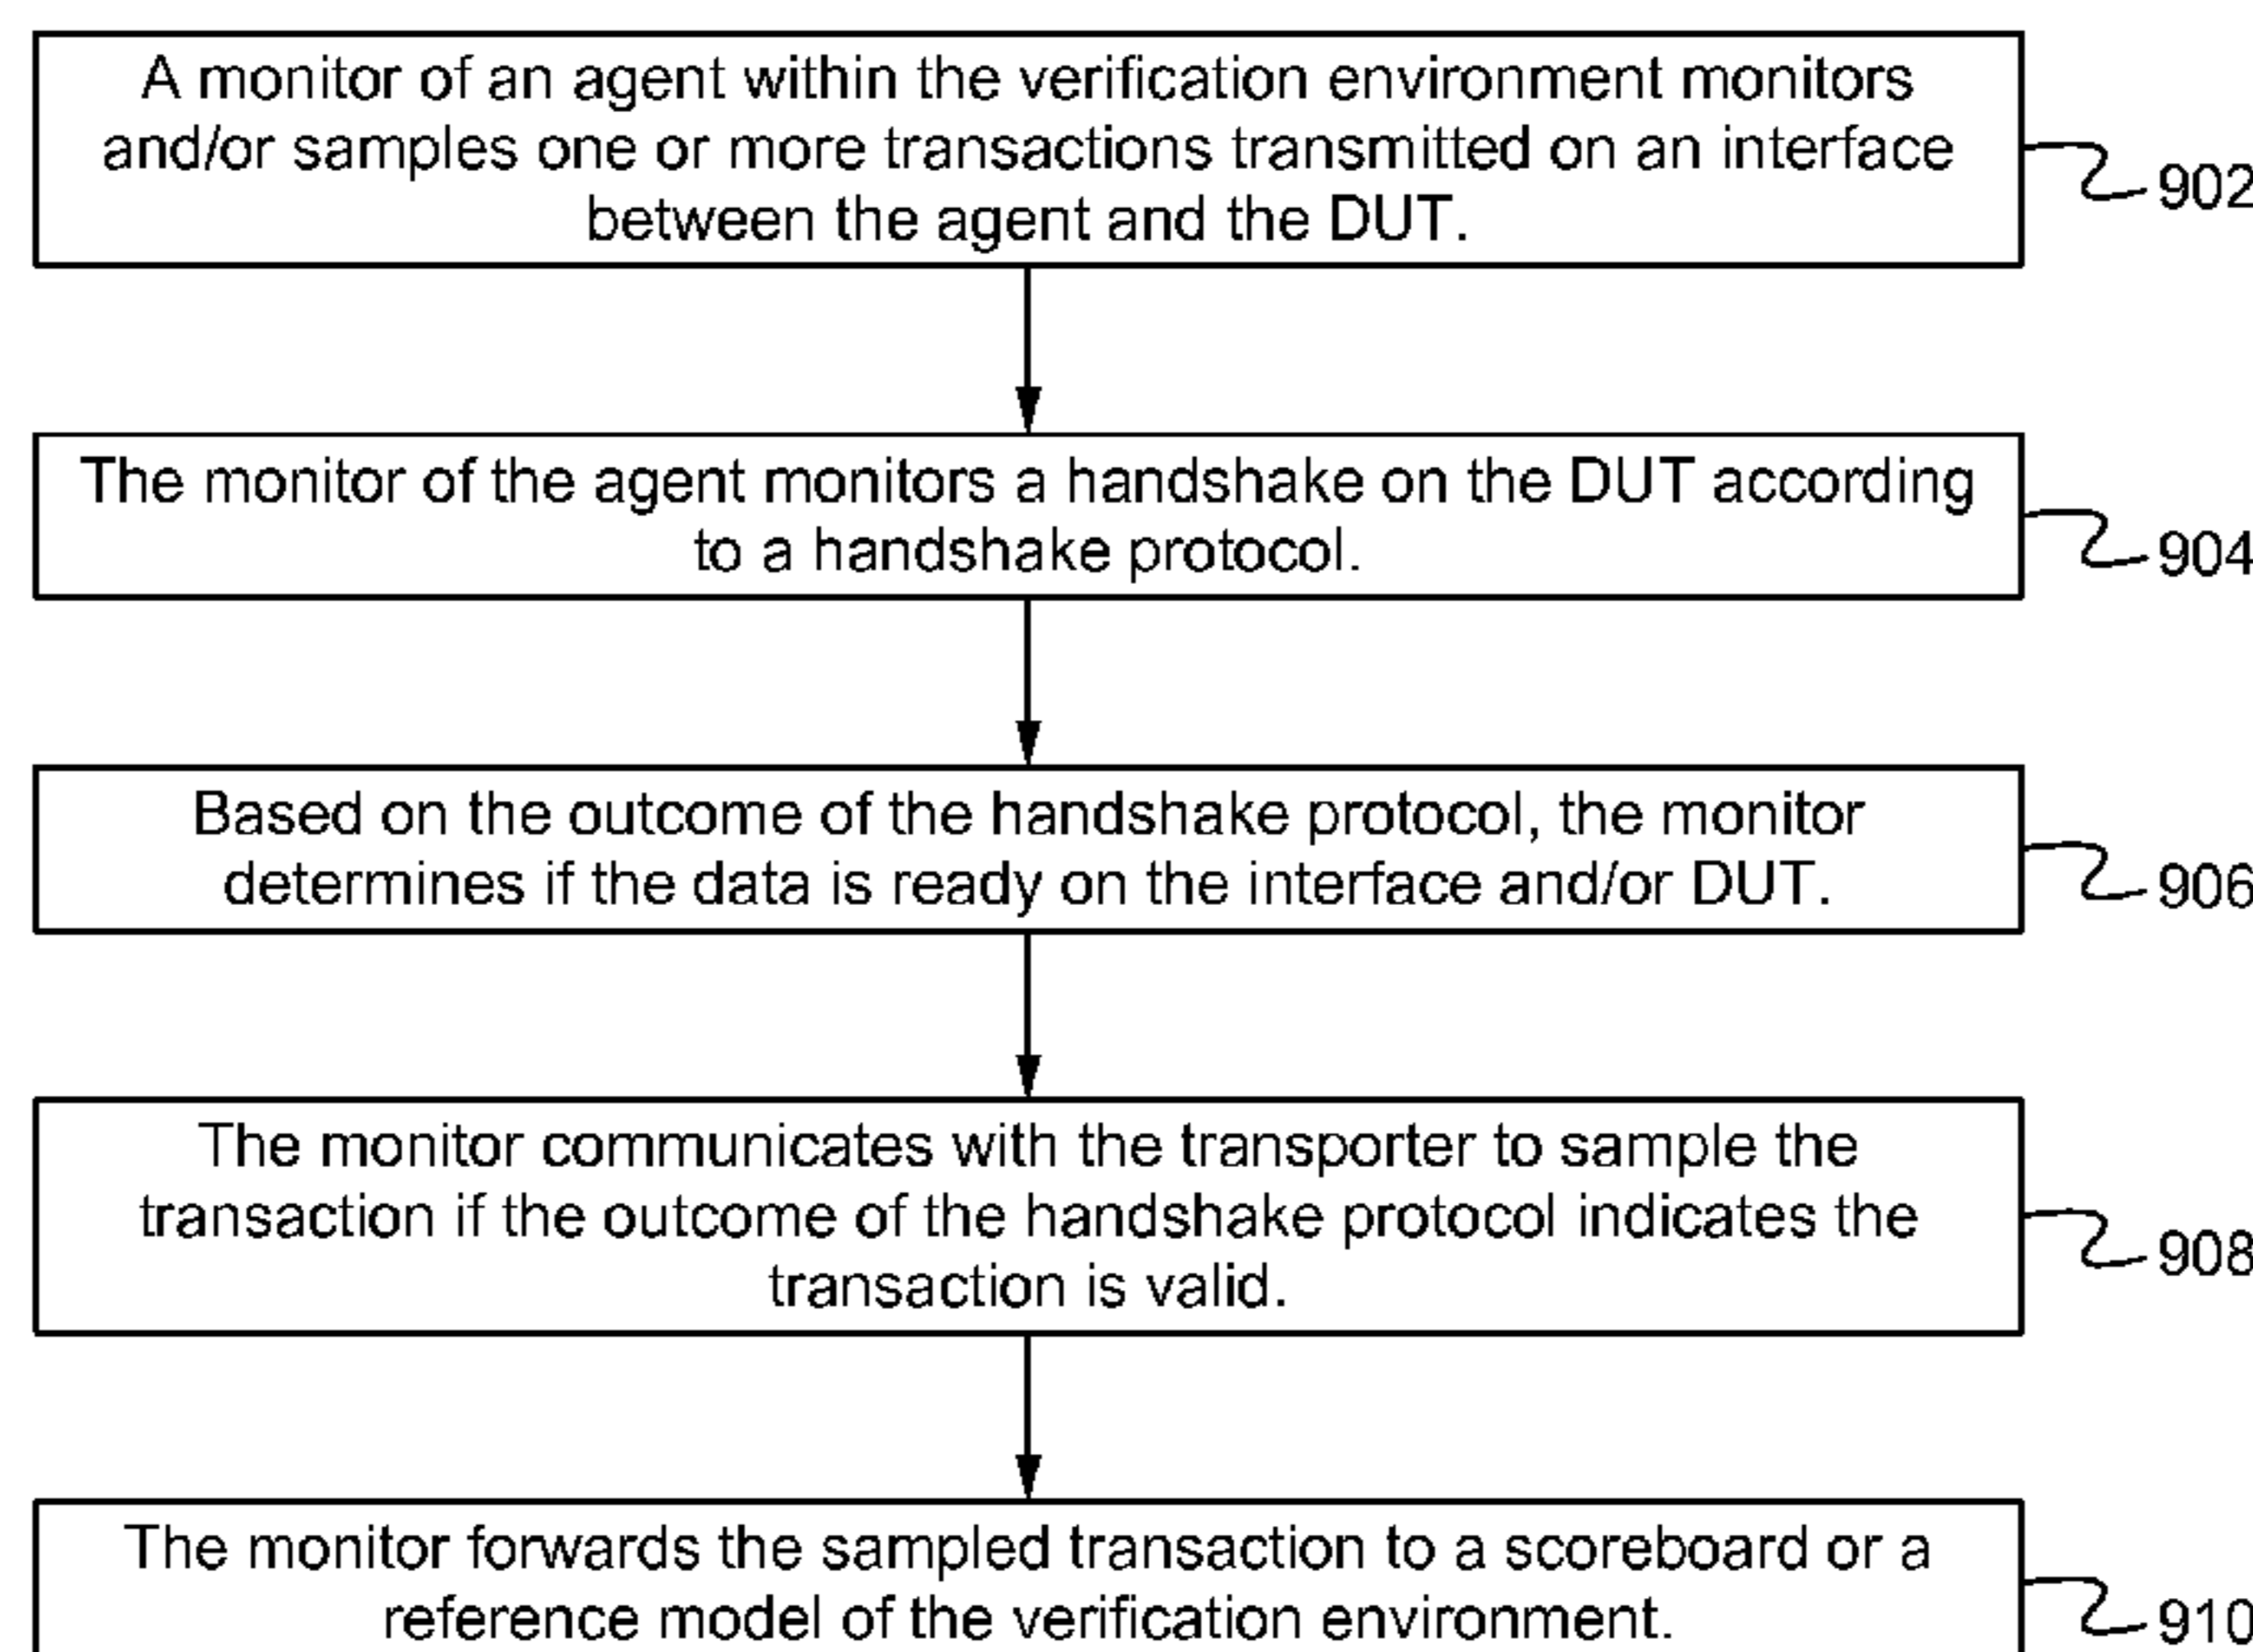 A monitor of an agent within the verification environment monitors
and/or samples one or more transactions transmitted on an interface
between the agent and the DUT.
902
The monitor of the agent monitors a handshake on the DUT according
to a handshake protocol.
904
Based on the outcome of the handshake protocol, the monitor
determines if the data is ready on the interface and/or DUT.
906
The monitor communicates with the transporter to sample the
transaction if the outcome of the handshake protocol indicates the
transaction is valid.
908
The monitor forwards the sampled transaction to a scoreboard or a
reference model of the verification environment.
910